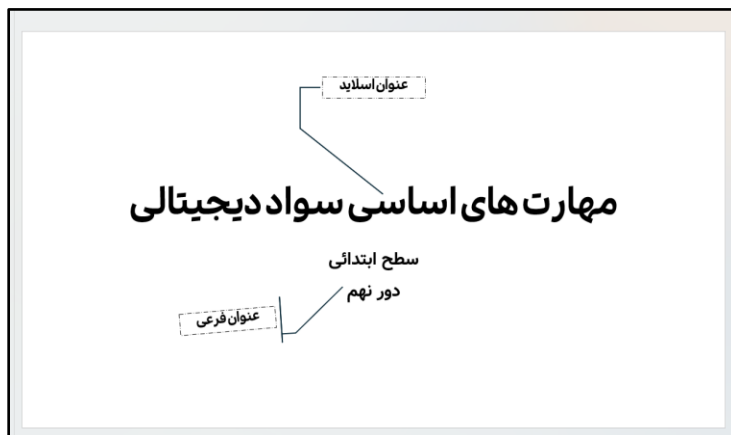 عنوان اسلاید
مهارت های اساسی سواد دیجیتالی
سطح ابتدائی
دور نهم
عنوان فرعی